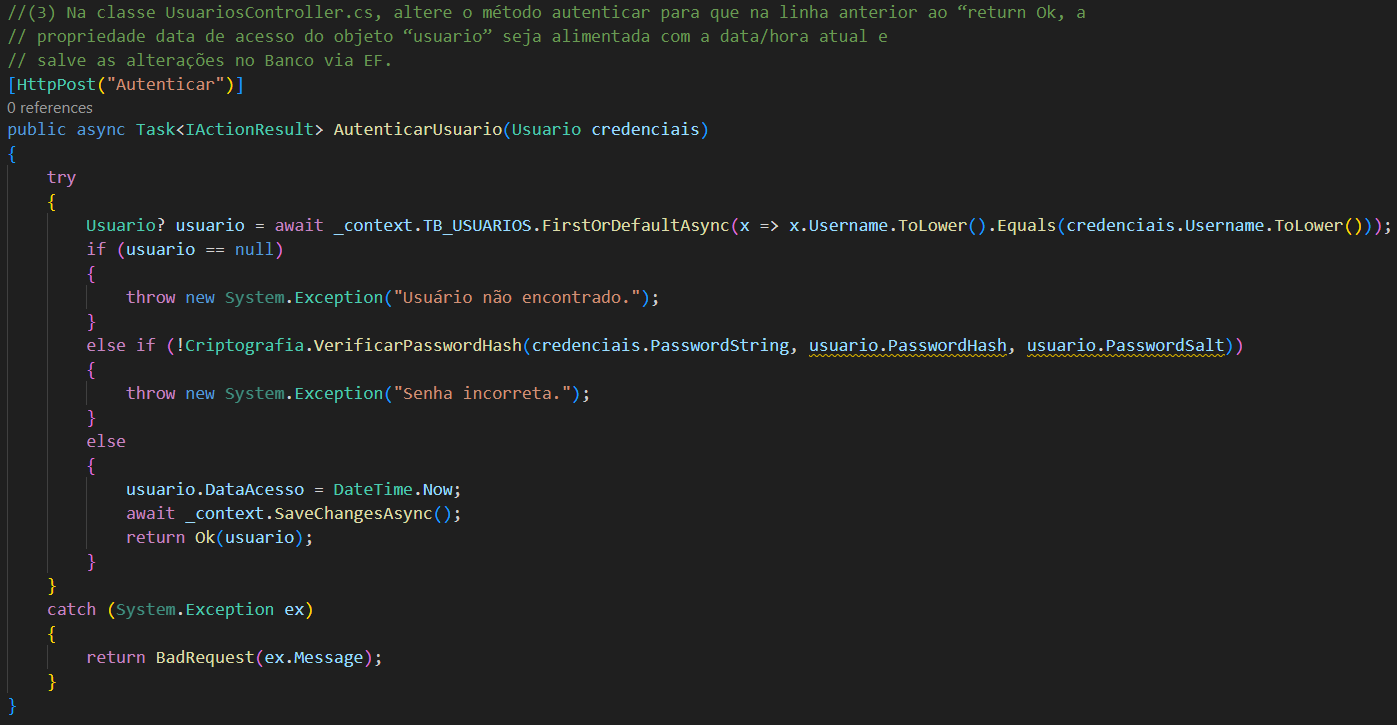 //(3) Na classe UsuariosController.cs, altere o método autenticar para que na linha anterior ao “return Ok, a
// propriedade data de acesso do objeto “usuario” seja alimentada com a data/hora atual e
// salve as alterações no Banco via EF.
[HttpPost("Autenticar")]
0 references
public async Task<IActionResult> AutenticarUsuario(Usuario credenciais)
{
    try
    {
        Usuario? usuario = await _context.TB_USUARIOS.FirstOrDefaultAsync(x => x.Username.ToLower().Equals(credenciais.Username.ToLower()));
        if (usuario == null)
        {
            throw new System.Exception("Usuário não encontrado.");
        }
        else if (!Criptografia.VerificarPasswordHash(credenciais.PasswordString, usuario.PasswordHash, usuario.PasswordSalt))
        {
            throw new System.Exception("Senha incorreta.");
        }
        else
        {
            usuario.DataAcesso = DateTime.Now;
            await _context.SaveChangesAsync();
            return Ok(usuario);
        }
    }
    catch (System.Exception ex)
    {
        return BadRequest(ex.Message);
    }
}